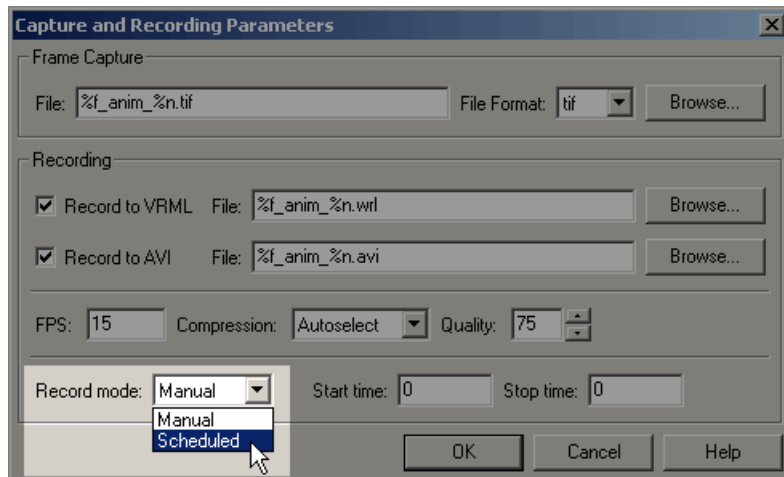 Capture and Recording Parameters
Frame Capture
File: %f_anim_%n.tif File Format: tif Browse...
Recording
Record to VRML File: %f_anim_%n.wrl Browse...
Record to AVI File: %f_anim_%n.avi Browse...
FPS: 15 Compression: Autoselect Quality: 75
Record mode: Manual Start time: 0 Stop time: 0
Manual
Scheduled
OK Cancel Help